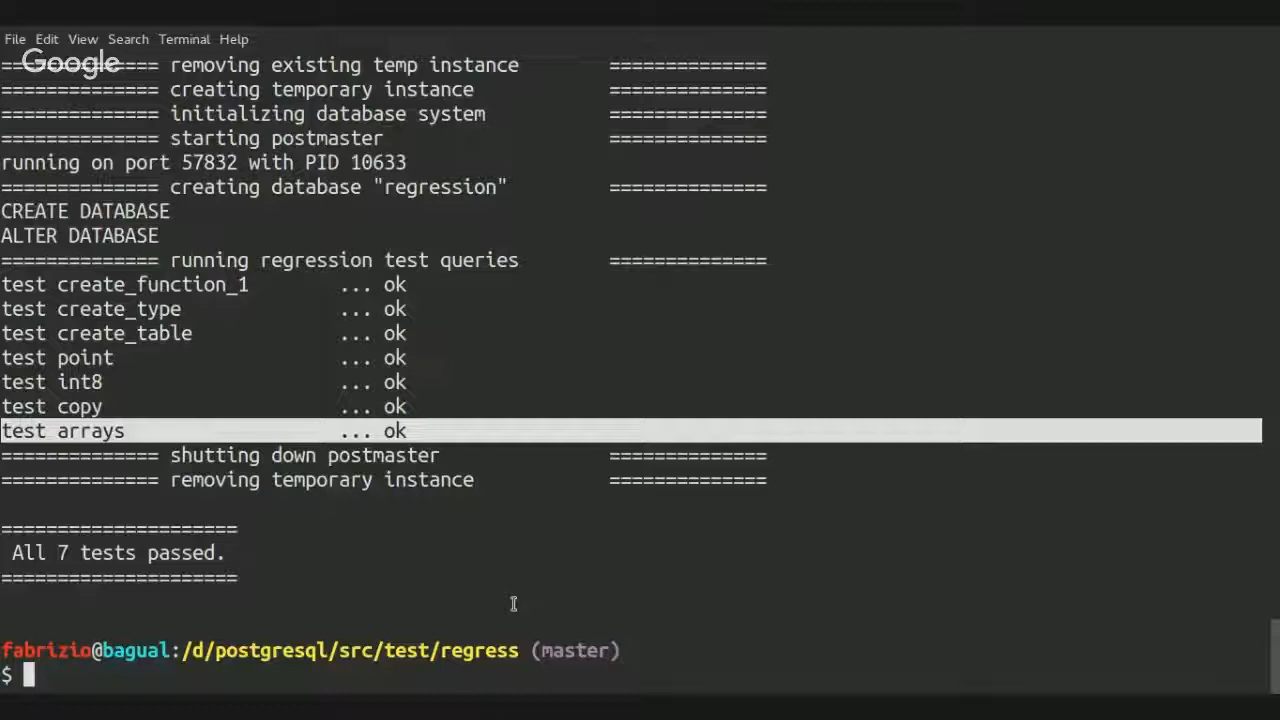 File Edit View Search Terminal Help
Google
============== removing existing temp instance        ==============
============== creating temporary instance            ==============
============== initializing database system           ==============
============== starting postmaster                    ==============
running on port 57832 with PID 10633
============== creating database "regression"         ==============
CREATE DATABASE
ALTER DATABASE
============== running regression test queries        ==============
test create_function_1        ... ok
test create_type              ... ok
test create_table             ... ok
test point                    ... ok
test int8                     ... ok
test copy                     ... ok
test arrays                   ... ok
============== shutting down postmaster               ==============
============== removing temporary instance            ==============
=====================
 All 7 tests passed.
=====================
fabrizio@bagual:/d/postgresql/src/test/regress (master)
$